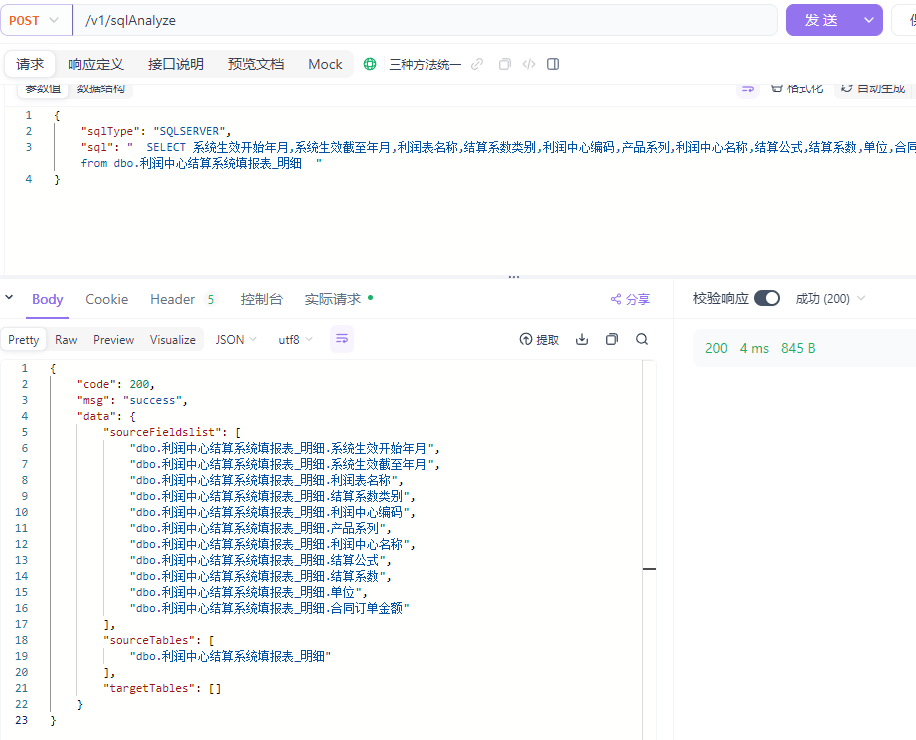 POST /v1/sqlAnalyze 发 送
请求 响应定义 接口说明 预览文档 Mock 三种方法统一
参数值 数据结构 格式化 自动生成
1 {
2 "sqlType": "SQLSERVER",
3 "sql": " SELECT 系统生效开始年月,系统生效截至年月,利润表名称,结算系数类别,利润中心编码,产品系列,利润中心名称,结算公式,结算系数,单位,合同
from dbo.利润中心结算系统填报表_明细 "
4 }
Body Cookie Header 5 控制台 实际请求 分享 校验响应 成功 (200)
Pretty Raw Preview Visualize JSON utf8 提取
200 4 ms 845 B
1 {
2 "code": 200,
3 "msg": "success",
4 "data": {
5 "sourceFieldslist": [
6 "dbo.利润中心结算系统填报表_明细.系统生效开始年月",
7 "dbo.利润中心结算系统填报表_明细.系统生效截至年月",
8 "dbo.利润中心结算系统填报表_明细.利润表名称",
9 "dbo.利润中心结算系统填报表_明细.结算系数类别",
10 "dbo.利润中心结算系统填报表_明细.利润中心编码",
11 "dbo.利润中心结算系统填报表_明细.产品系列",
12 "dbo.利润中心结算系统填报表_明细.利润中心名称",
13 "dbo.利润中心结算系统填报表_明细.结算公式",
14 "dbo.利润中心结算系统填报表_明细.结算系数",
15 "dbo.利润中心结算系统填报表_明细.单位",
16 "dbo.利润中心结算系统填报表_明细.合同订单金额"
17 ],
18 "sourceTables": [
19 "dbo.利润中心结算系统填报表_明细"
20 ],
21 "targetTables": []
22 }
23 }